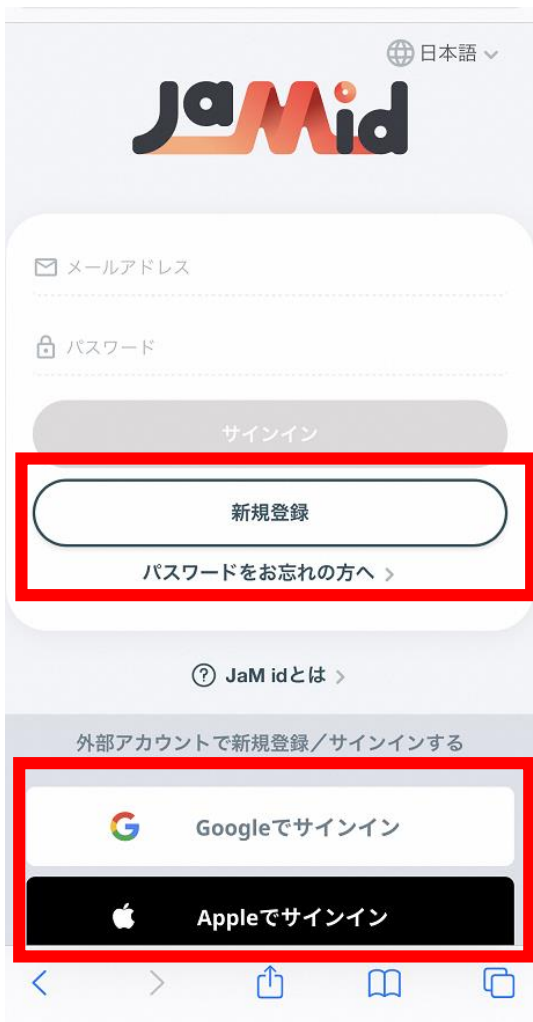 日本語
JaMid
メールアドレス
パスワード
サインイン
新規登録
パスワードをお忘れの方へ
JaM idとは
外部アカウントで新規登録/サインインする
Googleでサインイン
Appleでサインイン